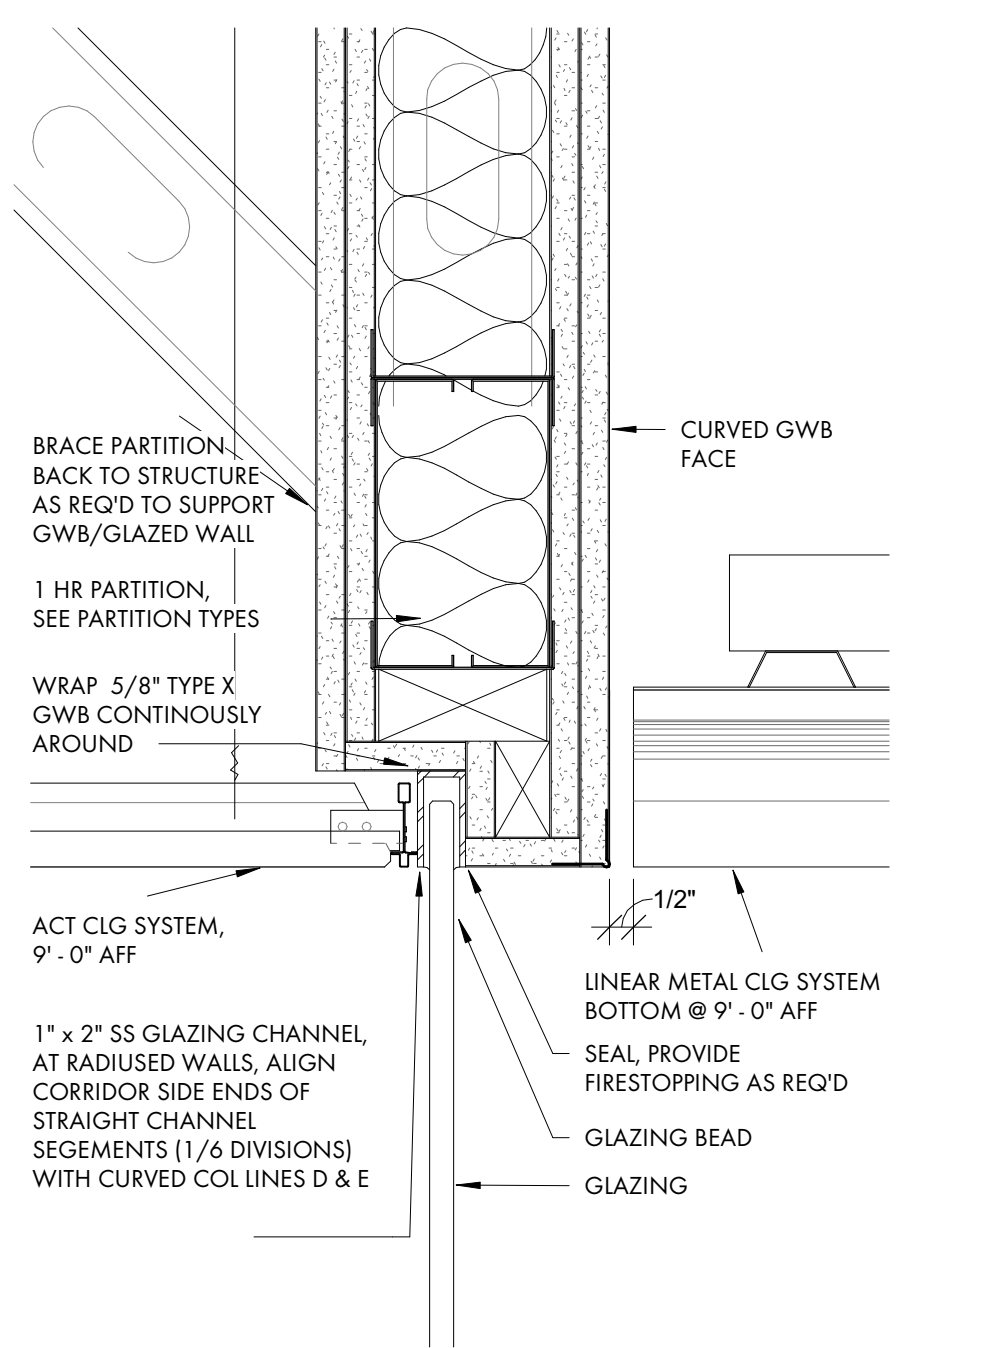 BRACE PARTITION
BACK TO STRUCTURE
AS REQ'D TO SUPPORT
GWB/GLAZED WALL
1 HR PARTITION,
SEE PARTITION TYPES
WRAP 5/8" TYPE X
GWB CONTINOUSLY
AROUND
ACT CLG SYSTEM,
9' - 0" AFF
1" x 2" SS GLAZING CHANNEL,
AT RADIUSED WALLS, ALIGN
CORRIDOR SIDE ENDS OF
STRAIGHT CHANNEL
SEGEMENTS (1/6 DIVISIONS)
WITH CURVED COL LINES D & E
CURVED GWB
FACE
1/2"
LINEAR METAL CLG SYSTEM
BOTTOM @ 9' - 0" AFF
SEAL, PROVIDE
FIRESTOPPING AS REQ'D
GLAZING BEAD
GLAZING